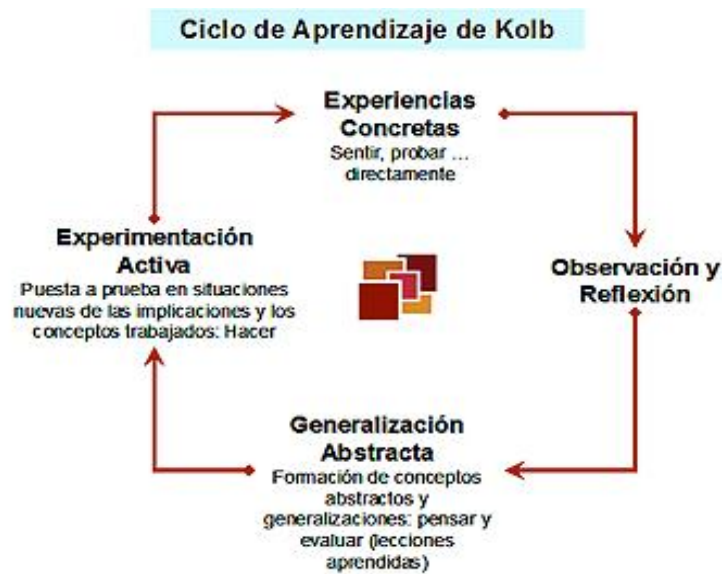 Ciclo de Aprendizaje de Kolb
Experiencias
Concretas
Sentir, probar ...
directamente
Observación y
Reflexión
Generalización
Abstracta
Formación de conceptos
abstractos y
generalizaciones: pensar y
evaluar (lecciones
aprendidas)
Experimentación
Activa
Puesta a prueba en situaciones
nuevas de las implicaciones y los
conceptos trabajados: Hacer